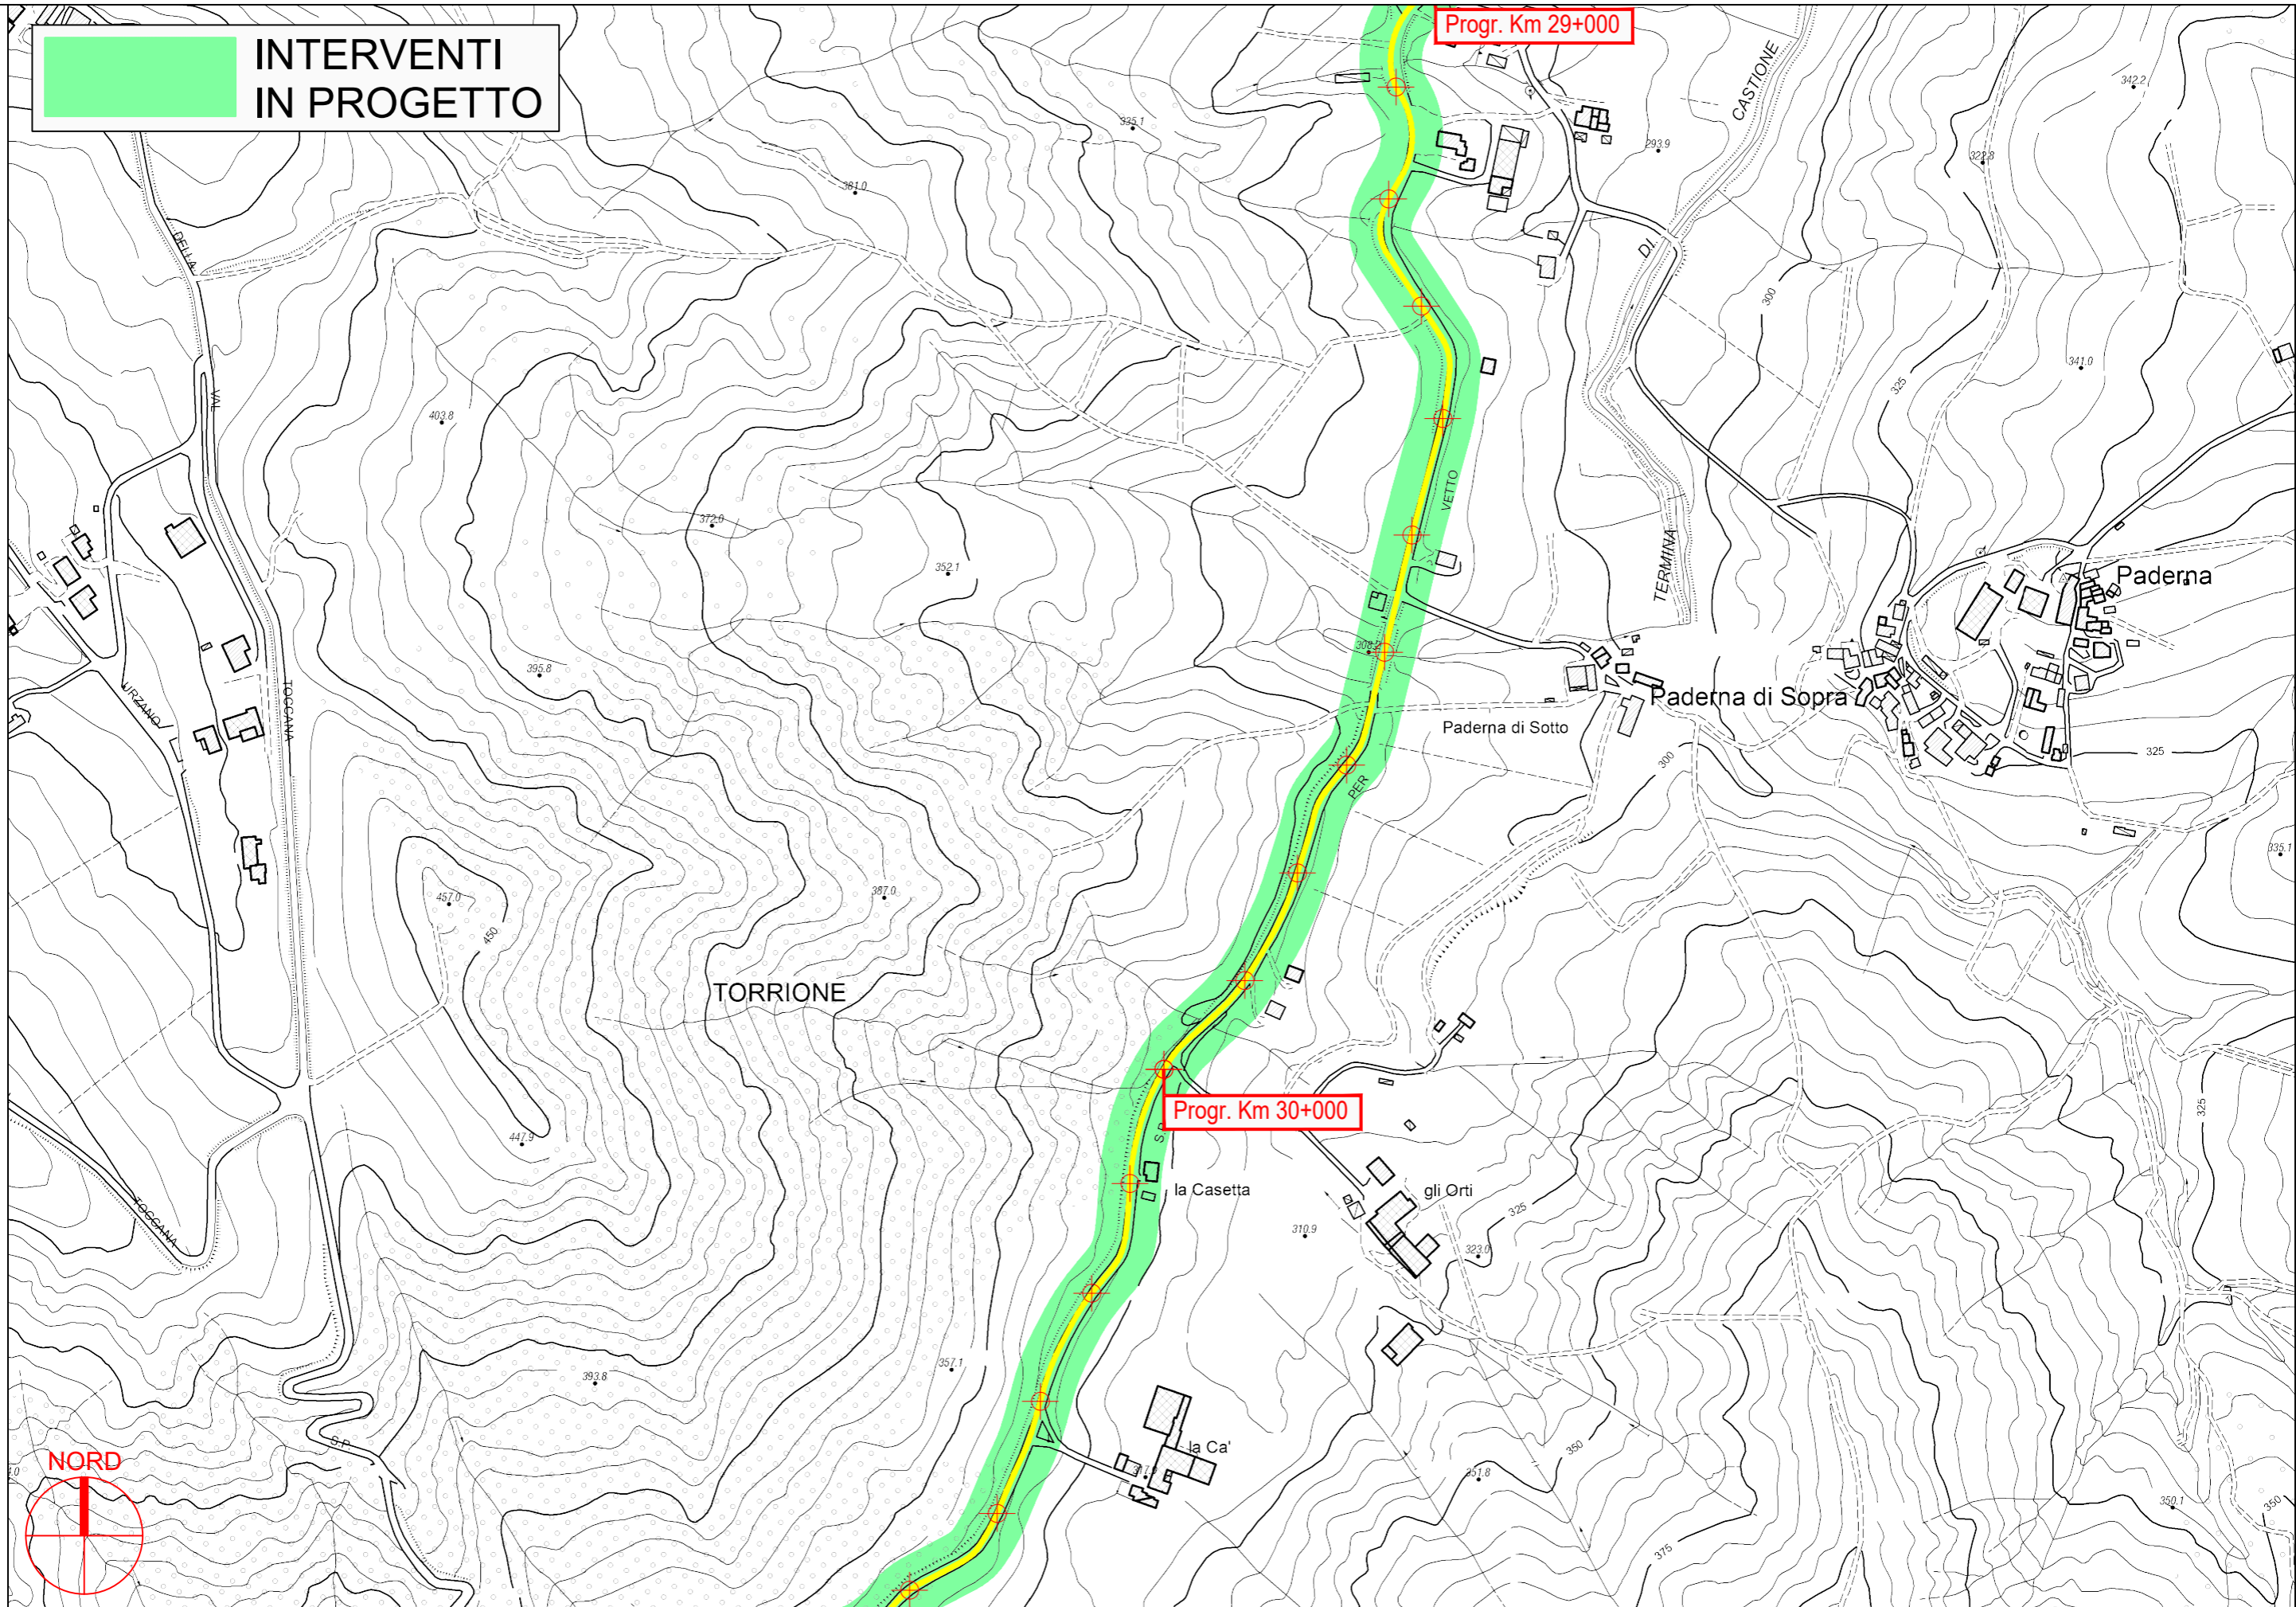 INTERVENTI
IN PROGETTO
Progr. Km 29+000
CASTIONE
342.2
335.1
293.9
322.8
381.0
DELLA
DI
300
341.0
325
VAL
403.8
VETTO
372.0
352.1
TERMINA
Paderna
308.2
395.8
URZANO
TOCCANA
Paderna di Sopra
Paderna di Sotto
325
300
PER
335.1
457.0
387.0
450
TORRIONE
Progr. Km 30+000
325
447.9
la Casetta
gli Orti
325
TOCCANA
310.9
323.0
357.1
393.8
S.P.
la Ca'
350
NORD
351.8
350.1
350
375